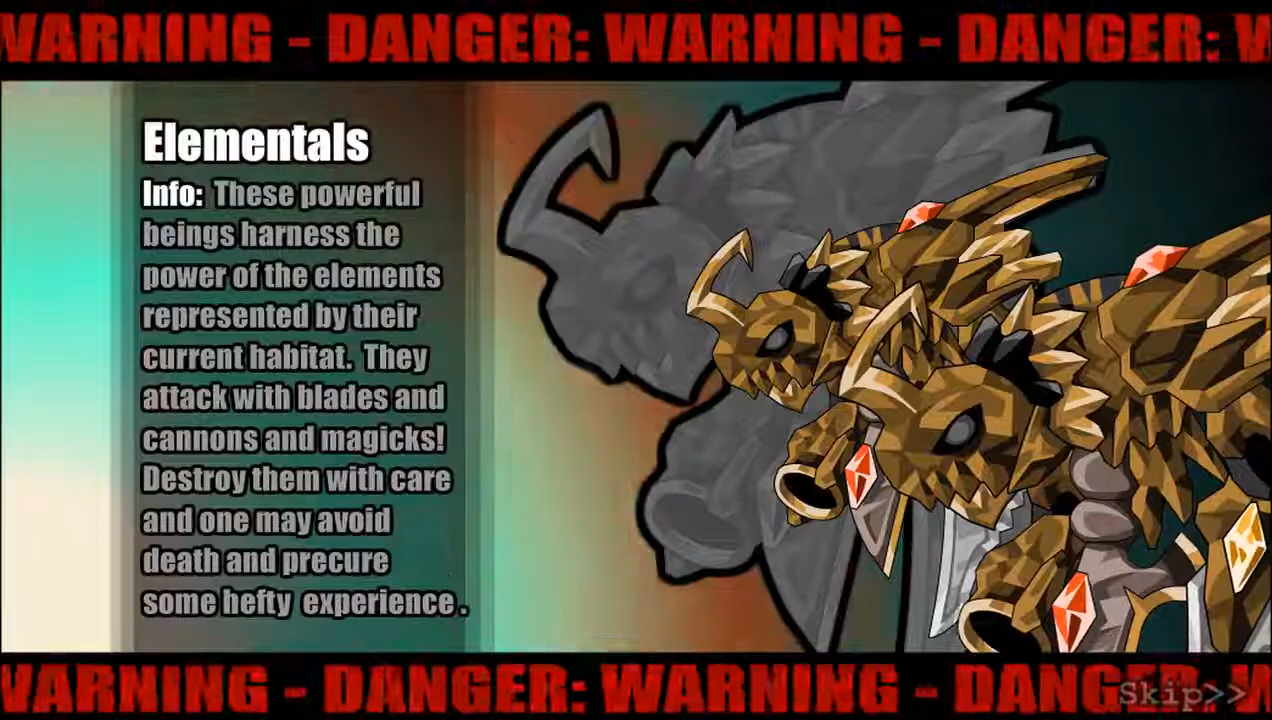 WARNING - DANGER: WARNING - DANGER: W
Elementals
Info: These powerful
beings harness the
power of the elements
represented by their
current habitat. They
attack with blades and
cannons and magicks!
Destroy them with care
and one may avoid
death and precure
some hefty experience.
WARNING - DANGER: WARNING - DANGER: W
Skip>>